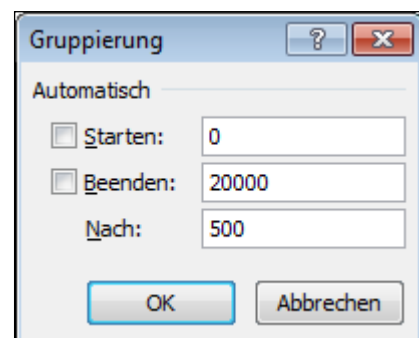 Gruppierung
Automatisch
Starten: 0
Beenden: 20000
Nach: 500
OK Abbrechen